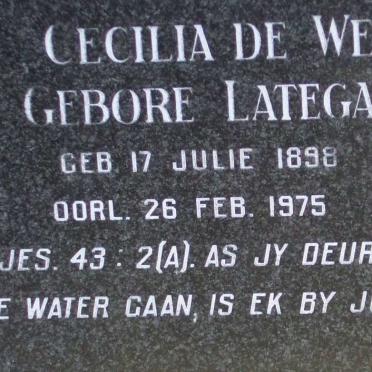 CECILIA DE WE
GEBORE LATEGA
GEB. 17 JULIE 1898
OORL. 26 FEB. 1975
JES. 43 : 2(A). AS JY DEUR
E WATER GAAN, IS EK BY J